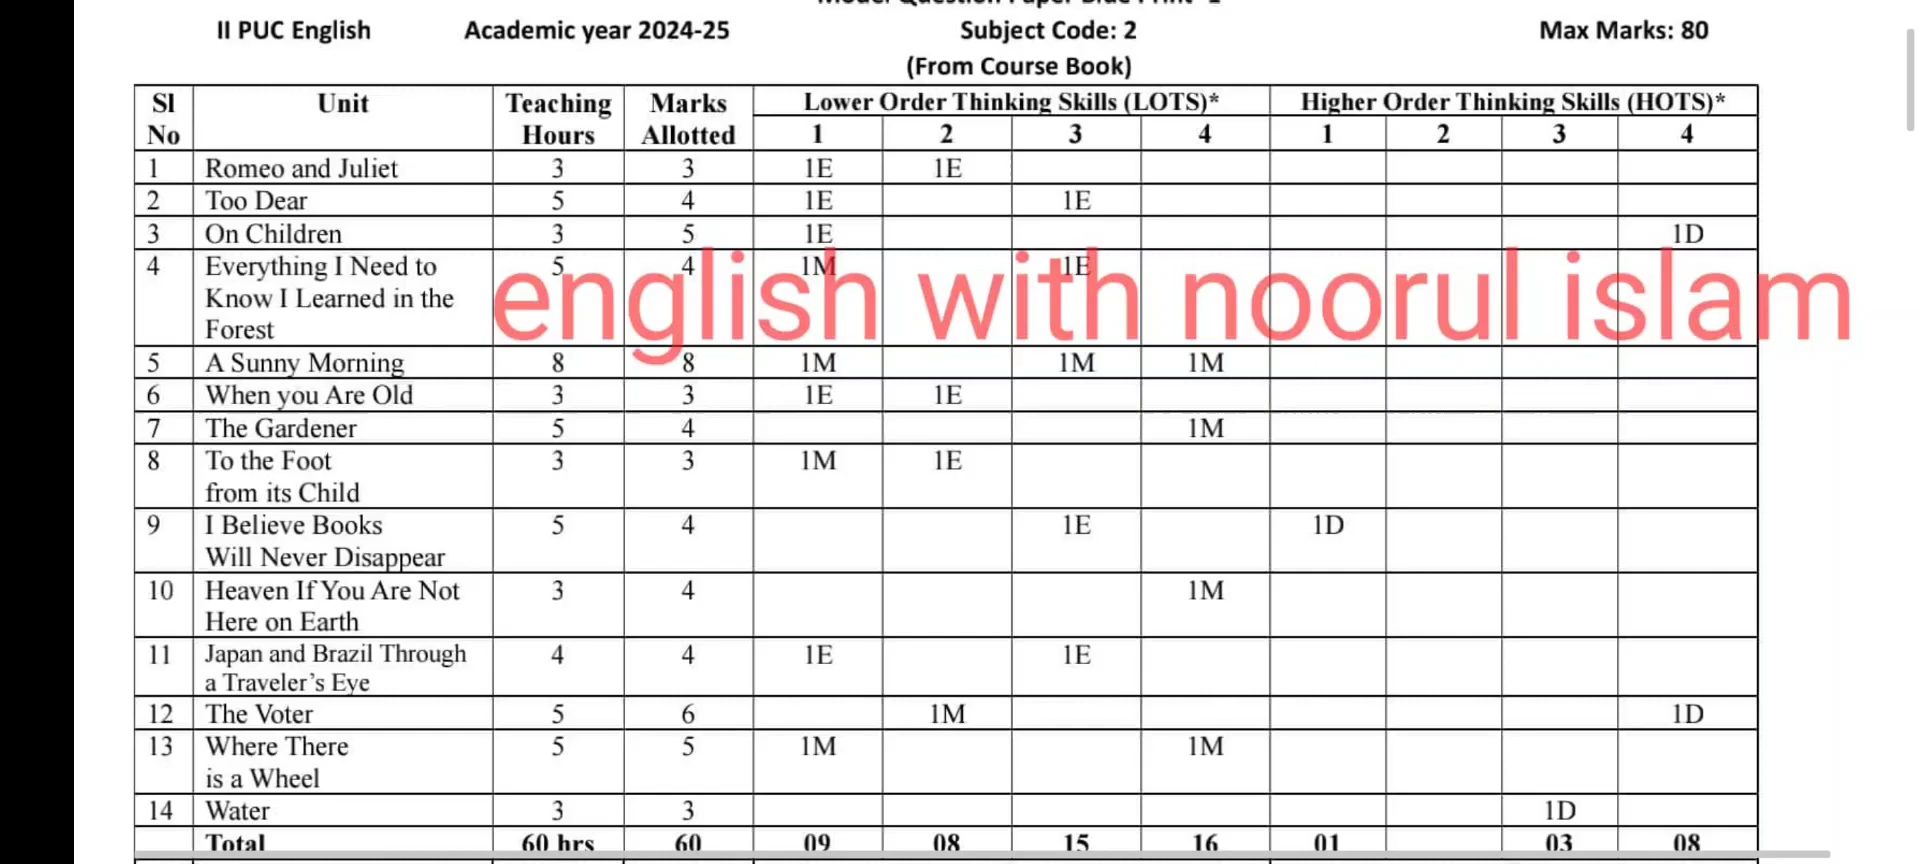 Model Question Paper Blue Print -1
II PUC English Academic year 2024-25 Subject Code: 2 Max Marks: 80
(From Course Book)
Sl No Unit Teaching Hours Marks Allotted Lower Order Thinking Skills (LOTS)* Higher Order Thinking Skills (HOTS)*
1 2 3 4 1 2 3 4
1 Romeo and Juliet 3 3 1E 1E
2 Too Dear 5 4 1E 1E
3 On Children 3 5 1E 1D
4 Everything I Need to 5 4 1M 1E
Know I Learned in the
Forest
english with noorul islam
5 A Sunny Morning 8 8 1M 1M 1M
6 When you Are Old 3 3 1E 1E
7 The Gardener 5 4 1M
8 To the Foot 3 3 1M 1E
from its Child
9 I Believe Books 5 4 1E 1D
Will Never Disappear
10 Heaven If You Are Not 3 4 1M
Here on Earth
11 Japan and Brazil Through 4 4 1E 1E
a Traveler's Eye
12 The Voter 5 6 1M 1D
13 Where There 5 5 1M 1M
is a Wheel
14 Water 3 3 1D
Total 60 hrs 60 09 08 15 16 01 03 08